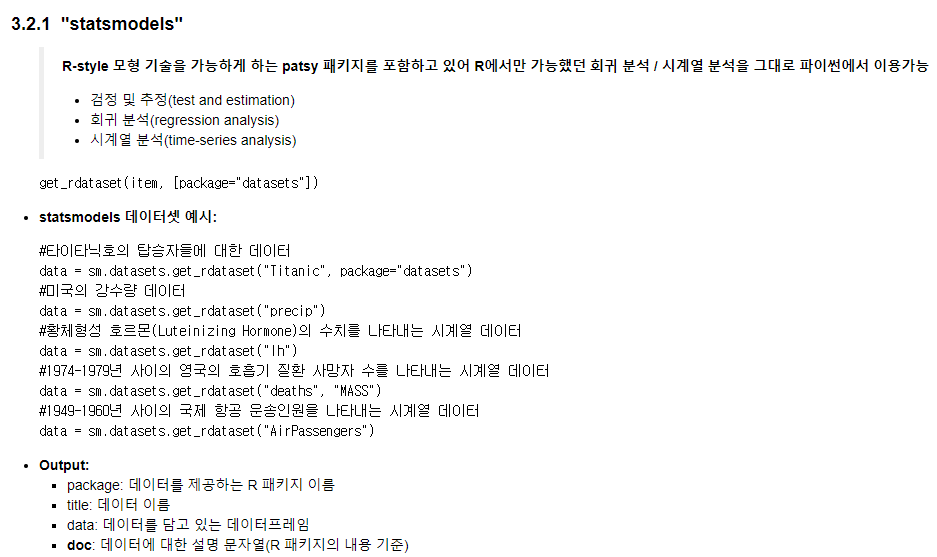 3.2.1 "statsmodels"
R-style 모형 기술을 가능하게 하는 patsy 패키지를 포함하고 있어 R에서만 가능했던 회귀 분석 / 시계열 분석을 그대로 파이썬에서 이용가능
• 검정 및 추정(test and estimation)
• 회귀 분석(regression analysis)
• 시계열 분석(time-series analysis)
get_rdataset(item, [package="datasets"])
• statsmodels 데이터셋 예시:
#타이타닉호의 탑승자들에 대한 데이터
data = sm.datasets.get_rdataset("Titanic", package="datasets")
#미국의 강수량 데이터
data = sm.datasets.get_rdataset("precip")
#황체형성 호르몬(Luteinizing Hormone)의 수치를 나타내는 시계열 데이터
data = sm.datasets.get_rdataset("lh")
#1974-1979년 사이의 영국의 호흡기 질환 사망자 수를 나타내는 시계열 데이터
data = sm.datasets.get_rdataset("deaths", "MASS")
#1949-1960년 사이의 국제 항공 운송인원을 나타내는 시계열 데이터
data = sm.datasets.get_rdataset("AirPassengers")
• Output:
▪ package: 데이터를 제공하는 R 패키지 이름
▪ title: 데이터 이름
▪ data: 데이터를 담고 있는 데이터프레임
▪ doc: 데이터에 대한 설명 문자열(R 패키지의 내용 기준)